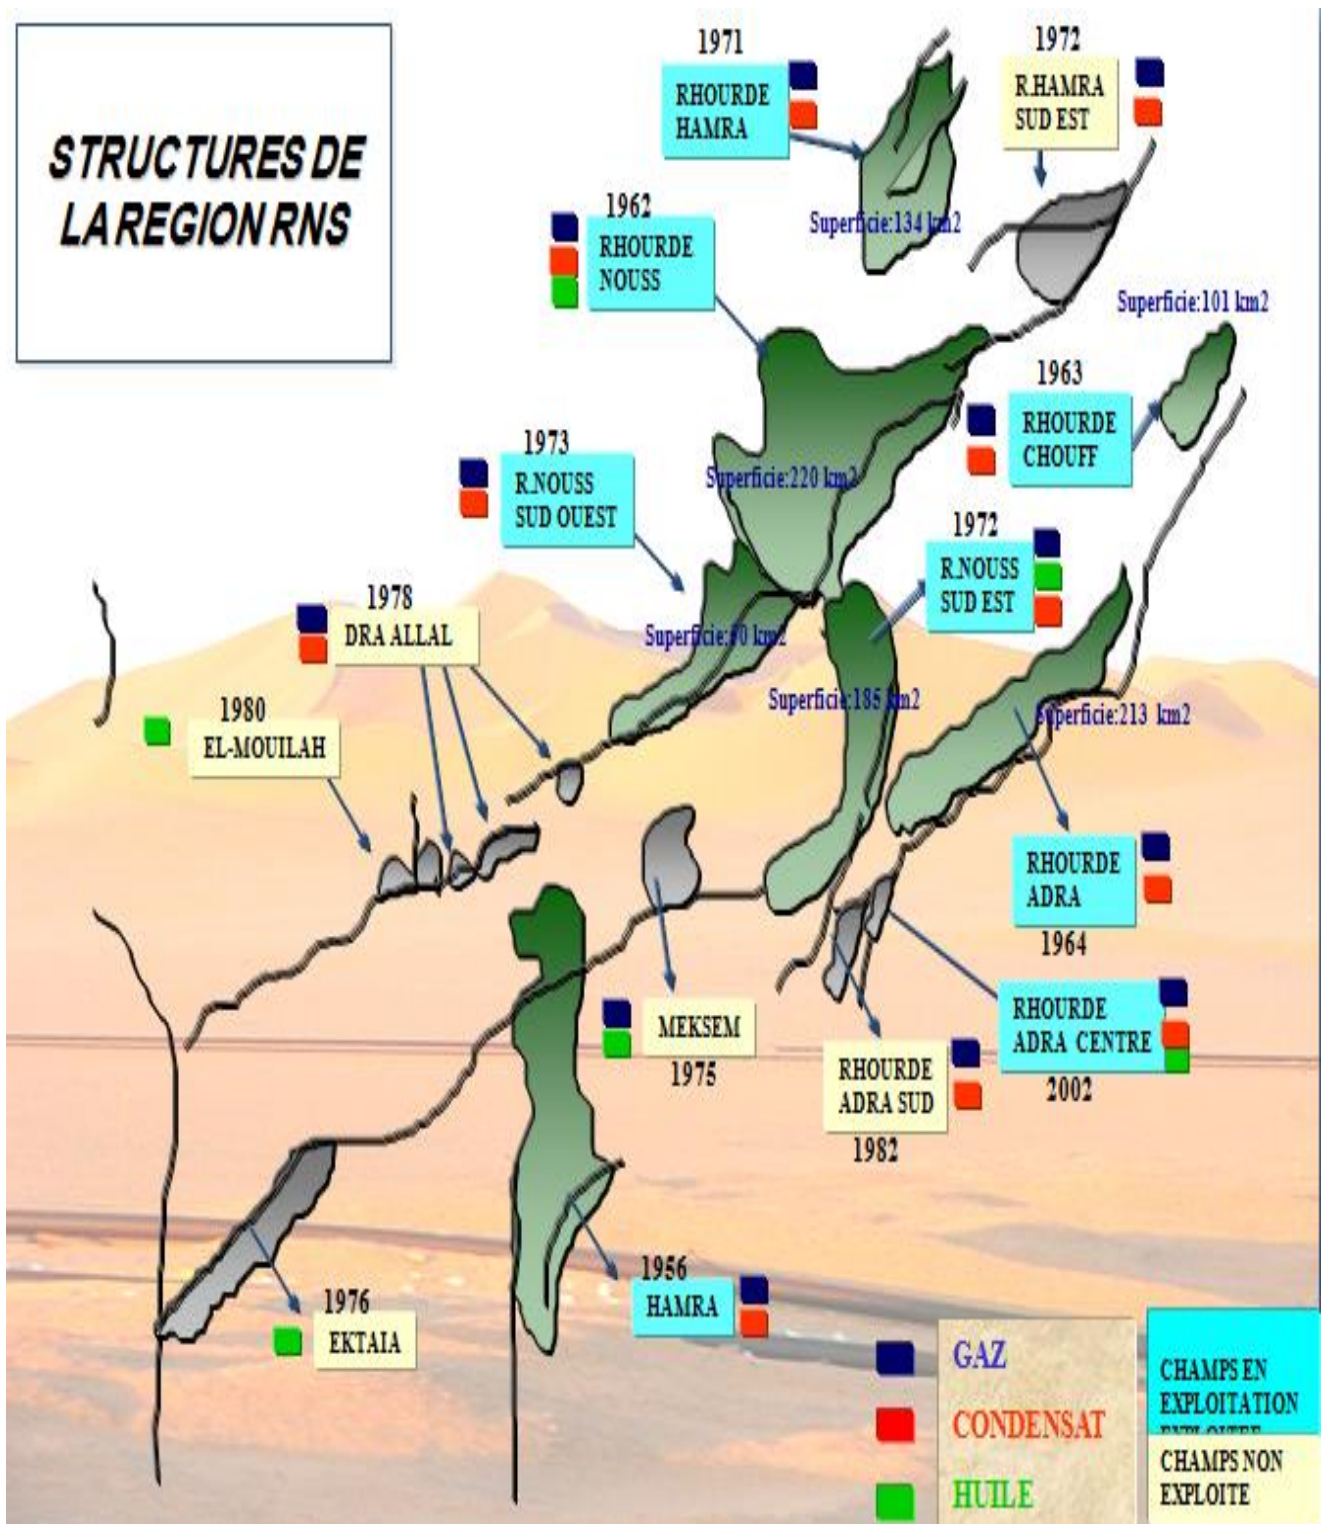 STRUCTURES DE
LA REGION RNS
1971
RHOURDE
HAMRA
Superficie:134 km2
1972
R.HAMRA
SUD EST
1962
RHOURDE
NOUSS
Superficie:220 km2
Superficie:101 km2
1963
RHOURDE
CHOUFF
1973
R.NOUSS
SUD OUEST
km2
1972
R.NOUSS
SUD EST
Superficie:185 km2
1978
DRA ALLAL
1980
EL-MOUILAH
Superficie:213 km2
RHOURDE
ADRA
1964
MEKSEM
1975
RHOURDE
ADRA SUD
1982
RHOURDE
ADRA CENTRE
2002
1976
EKTAIA
1956
HAMRA
GAZ
CONDENSAT
HUILE
CHAMPS EN
EXPLOITATION
CHAMPS NON
EXPLOITE